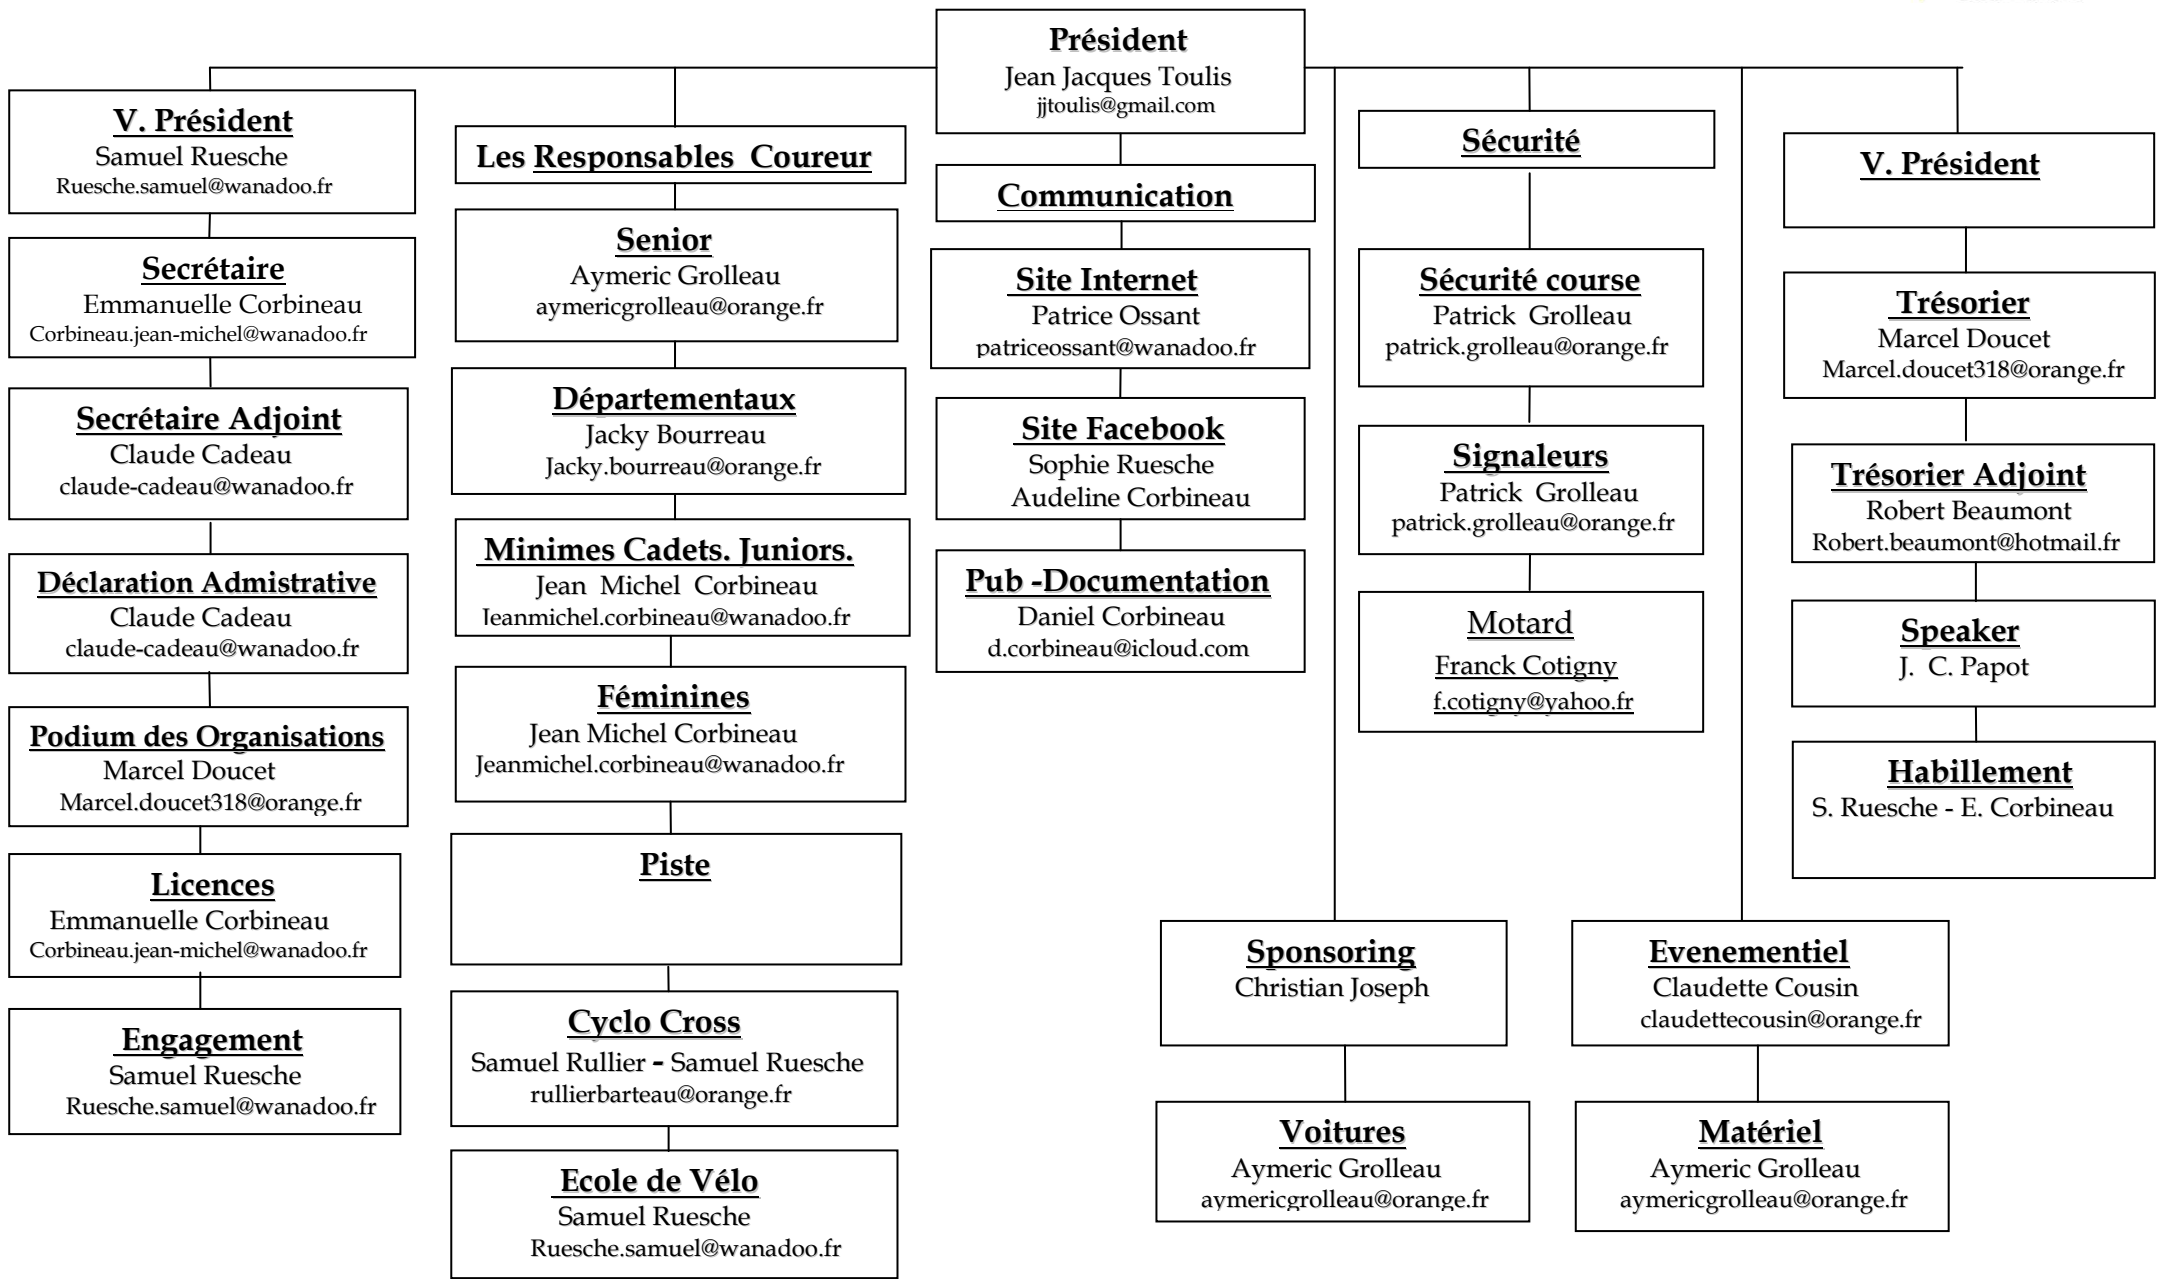 Président
Jean Jacques Toulis
jjtoulis@gmail.com
V. Président
Samuel Ruesche
Ruesche.samuel@wanadoo.fr
Secrétaire
Emmanuelle Corbineau
Corbineau.jean-michel@wanadoo.fr
Secrétaire Adjoint
Claude Cadeau
claude-cadeau@wanadoo.fr
Déclaration Admistrative
Claude Cadeau
claude-cadeau@wanadoo.fr
Podium des Organisations
Marcel Doucet
Marcel.doucet318@orange.fr
Licences
Emmanuelle Corbineau
Corbineau.jean-michel@wanadoo.fr
Engagement
Samuel Ruesche
Ruesche.samuel@wanadoo.fr
Les Responsables Coureur
Senior
Aymeric Grolleau
aymericgrolleau@orange.fr
Départementaux
Jacky Bourreau
Jacky.bourreau@orange.fr
Minimes Cadets. Juniors.
Jean Michel Corbineau
Jeanmichel.corbineau@wanadoo.fr
Féminines
Jean Michel Corbineau
Jeanmichel.corbineau@wanadoo.fr
Piste
Cyclo Cross
Samuel Rullier - Samuel Ruesche
rullierbarteau@orange.fr
Ecole de Vélo
Samuel Ruesche
Ruesche.samuel@wanadoo.fr
Communication
Site Internet
Patrice Ossant
patriceossant@wanadoo.fr
Site Facebook
Sophie Ruesche
Audeline Corbineau
Pub -Documentation
Daniel Corbineau
d.corbineau@icloud.com
Sponsoring
Christian Joseph
Voitures
Aymeric Grolleau
aymericgrolleau@orange.fr
Sécurité
Sécurité course
Patrick Grolleau
patrick.grolleau@orange.fr
Signaleurs
Patrick Grolleau
patrick.grolleau@orange.fr
Motard
Franck Cotigny
f.cotigny@yahoo.fr
Evenementiel
Claudette Cousin
claudettecousin@orange.fr
Matériel
Aymeric Grolleau
aymericgrolleau@orange.fr
V. Président
Trésorier
Marcel Doucet
Marcel.doucet318@orange.fr
Trésorier Adjoint
Robert Beaumont
Robert.beaumont@hotmail.fr
Speaker
J. C. Papot
Habillement
S. Ruesche - E. Corbineau